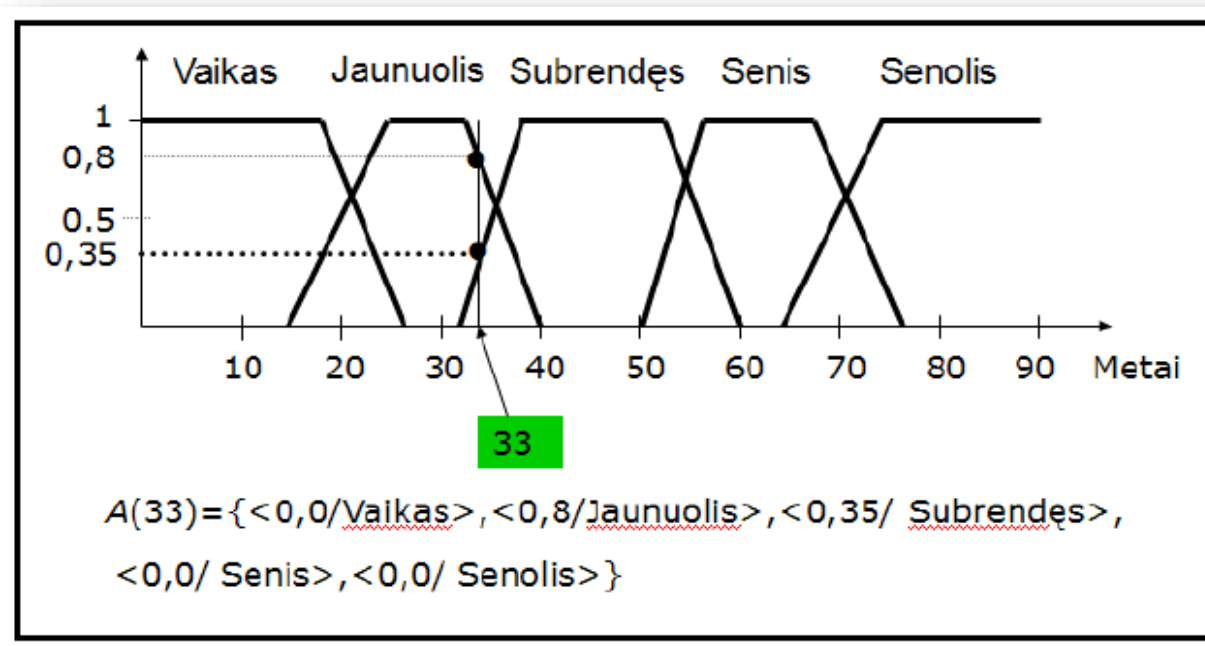 Vaikas Jaunuolis Subrendęs Senis Senolis
1
0,8
0.5
0,35
10 20 30 40 50 60 70 80 90 Metai
33
A(33)={<0,0/Vaikas>,<0,8/Jaunuolis>,<0,35/ Subrendęs>,
<0,0/ Senis>,<0,0/ Senolis>}